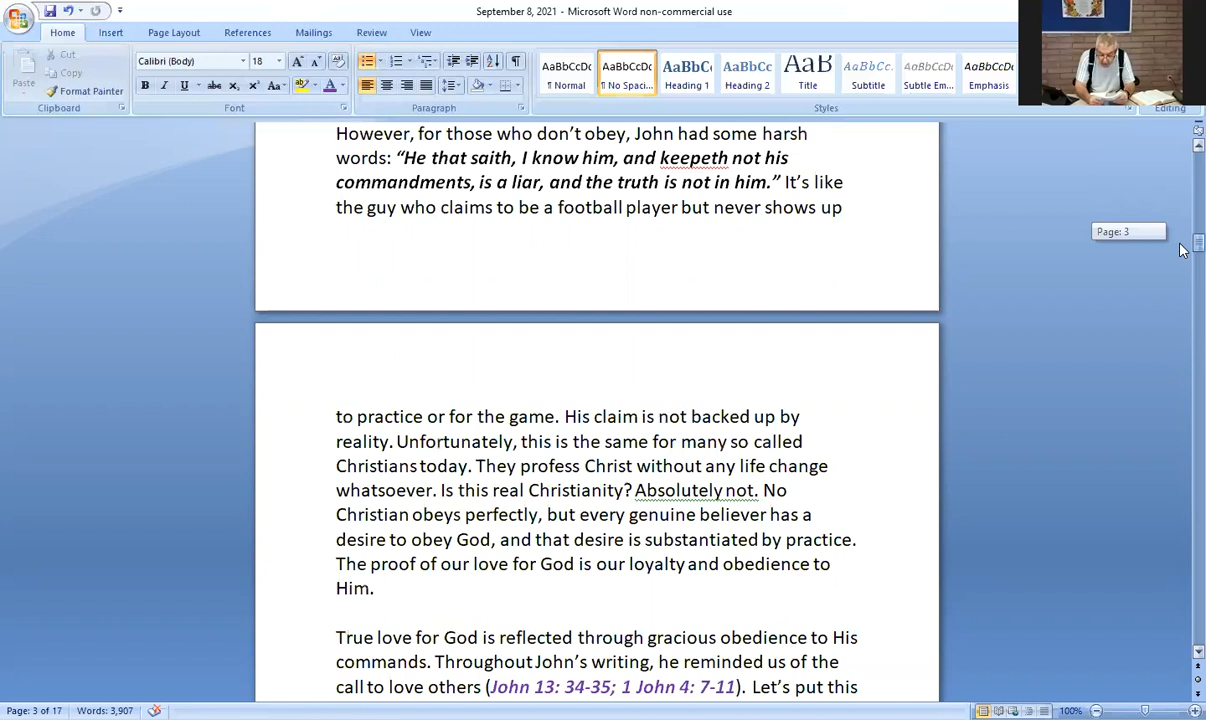 September 8, 2021 - Microsoft Word non-commercial use
Home Insert Page Layout References Mailings Review View
Cut
Copy
Format Painter
Paste
Clipboard
Calibri (Body) 18
Font
Paragraph
AaBbCcDc AaBbCcDc AaBbC AaBbCc AaB AaBbCcDc AaBbCcDc AaBbCcDc
¶ Normal ¶ No Spaci... Heading 1 Heading 2 Title Subtitle Subtle Em... Emphasis
Styles
Editing
However, for those who don't obey, John had some harsh
words: “He that saith, I know him, and keepeth not his
commandments, is a liar, and the truth is not in him.” It's like
the guy who claims to be a football player but never shows up
Page: 3
to practice or for the game. His claim is not backed up by
reality. Unfortunately, this is the same for many so called
Christians today. They profess Christ without any life change
whatsoever. Is this real Christianity? Absolutely not. No
Christian obeys perfectly, but every genuine believer has a
desire to obey God, and that desire is substantiated by practice.
The proof of our love for God is our loyalty and obedience to
Him.
True love for God is reflected through gracious obedience to His
commands. Throughout John's writing, he reminded us of the
call to love others (John 13: 34-35; 1 John 4: 7-11). Let's put this
Page: 3 of 17 Words: 3,907
100%